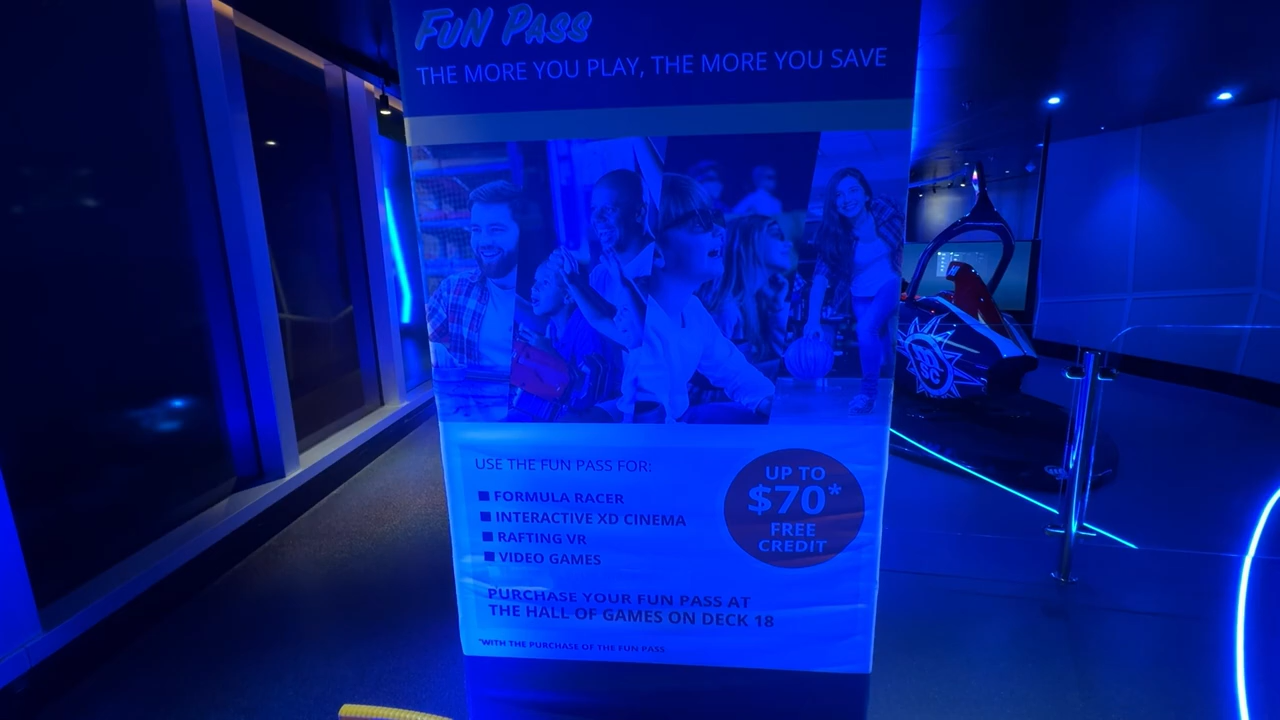 FUN PASS
THE MORE YOU PLAY, THE MORE YOU SAVE
USE THE FUN PASS FOR:
■ FORMULA RACER
■ INTERACTIVE XD CINEMA
■ RAFTING VR
■ VIDEO GAMES
UP TO
$70*
FREE
CREDIT
PURCHASE YOUR FUN PASS AT
THE HALL OF GAMES ON DECK 18
*WITH THE PURCHASE OF THE FUN PASS
m
SC